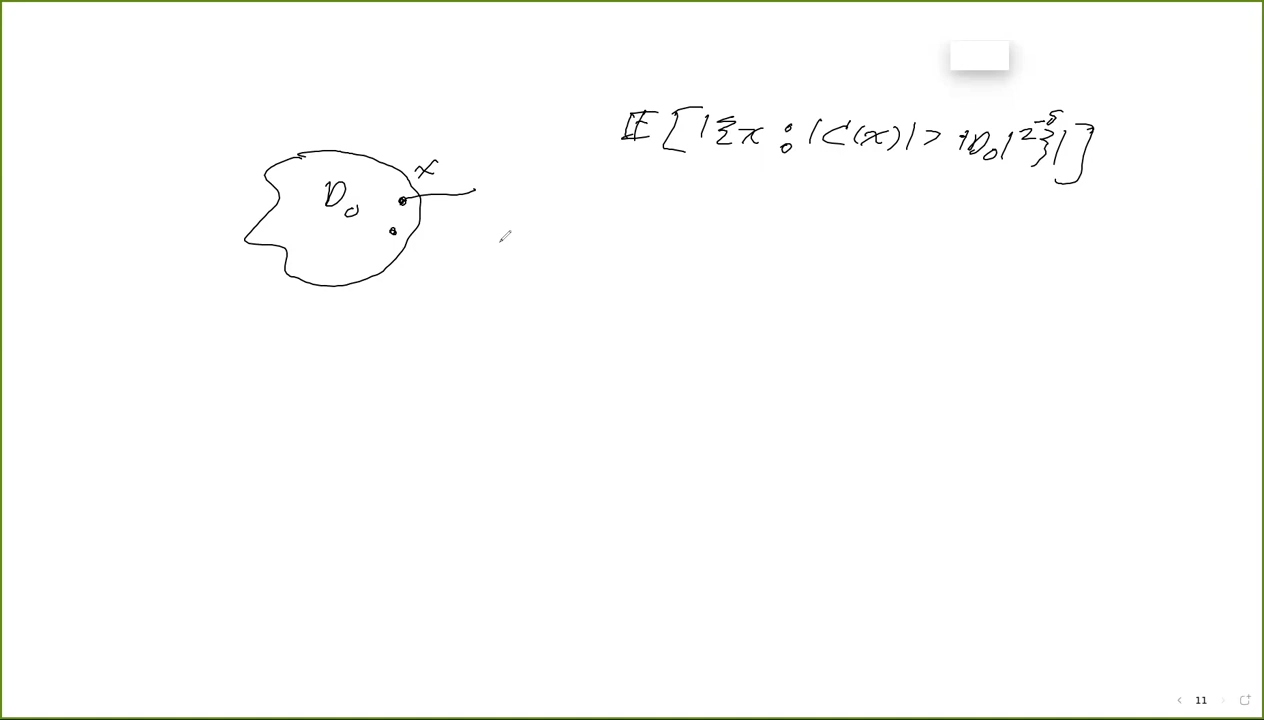 𝔼[|{x : |C(x)| > |D₀|^{2-δ}}|]
x
D₀
11